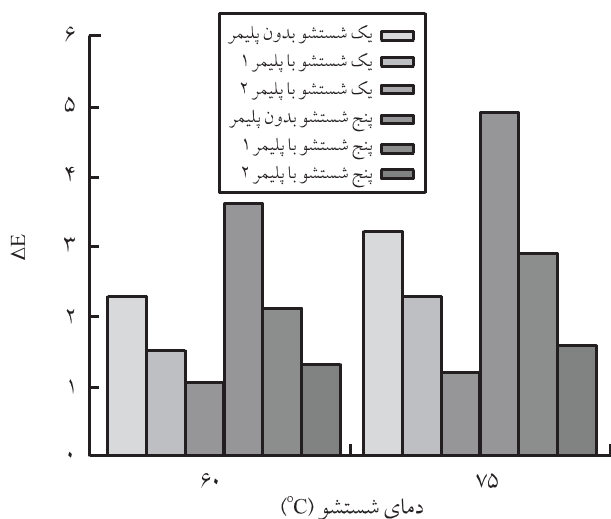 یک شستشو بدون پلیمر
یک شستشو با پلیمر ۱
یک شستشو با پلیمر ۲
پنج شستشو بدون پلیمر
پنج شستشو با پلیمر ۱
پنج شستشو با پلیمر ۲
۶
۵
۴
۳
۲
۱
۰
ΔE
۶۰
۷۵
دمای شستشو (°C)